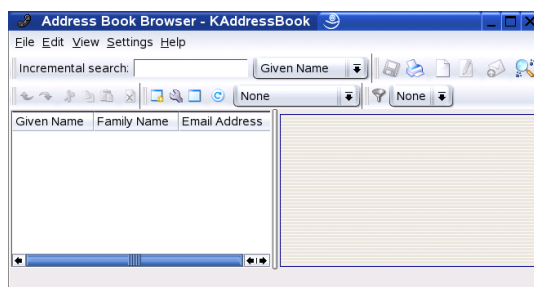 Address Book Browser - KAddressBook
File Edit View Settings Help
Incremental search: Given Name
None None
Given Name Family Name Email Address